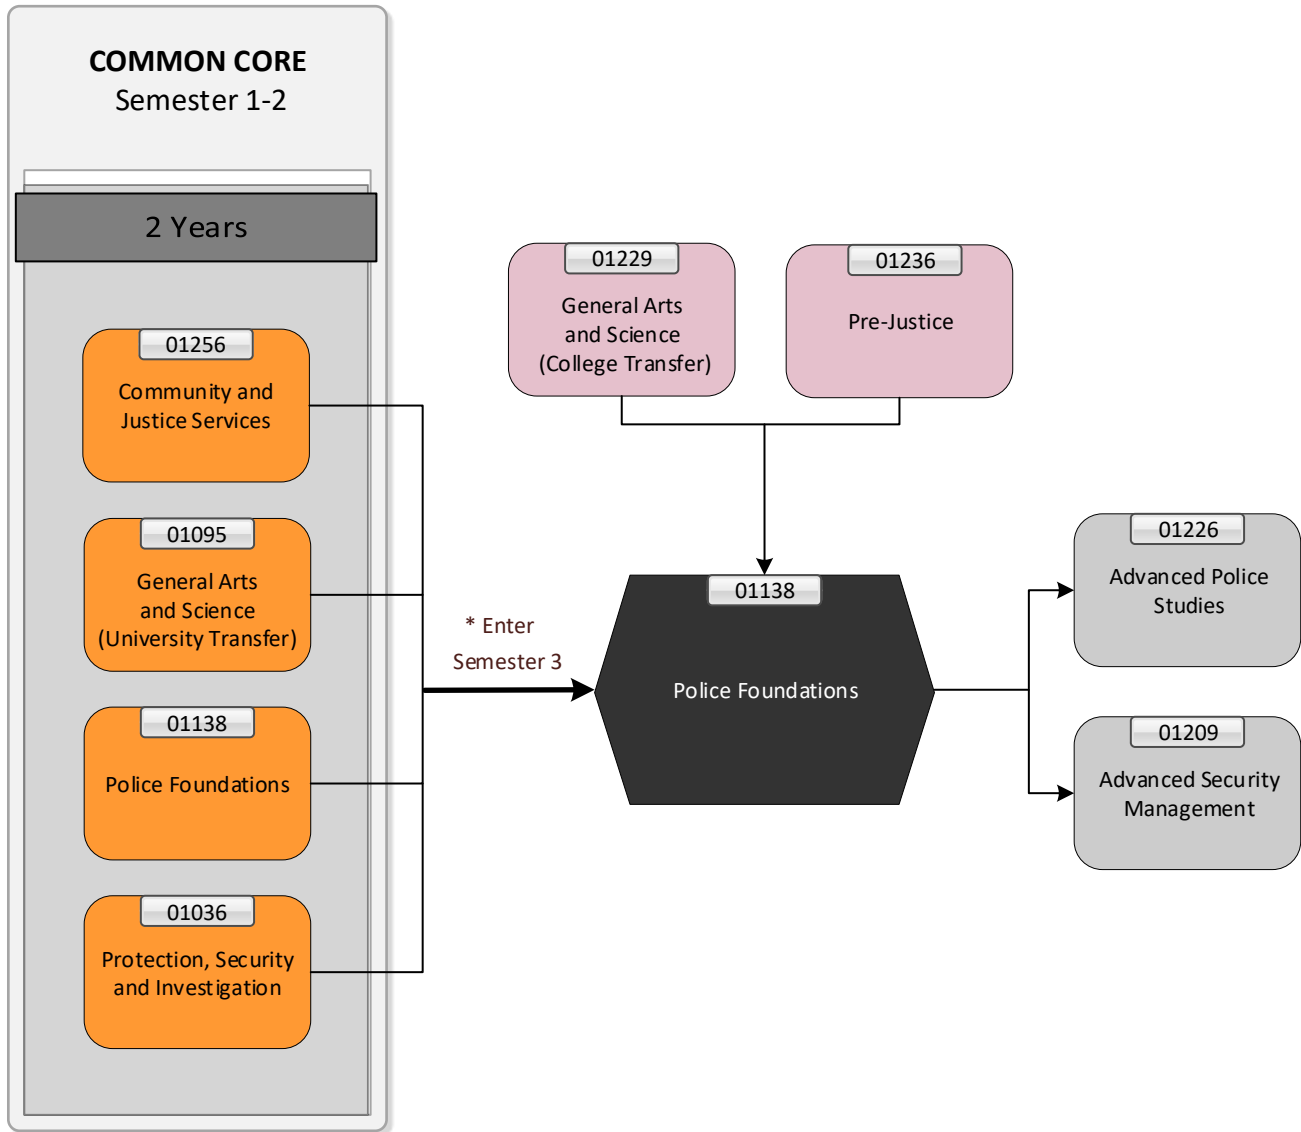 COMMON CORE
Semester 1-2
2 Years
01256
Community and
Justice Services
01095
General Arts
and Science
(University Transfer)
01138
Police Foundations
01036
Protection, Security
and Investigation
* Enter
Semester 3
01229
General Arts
and Science
(College Transfer)
01236
Pre-Justice
01138
Police Foundations
01226
Advanced Police
Studies
01209
Advanced Security
Management